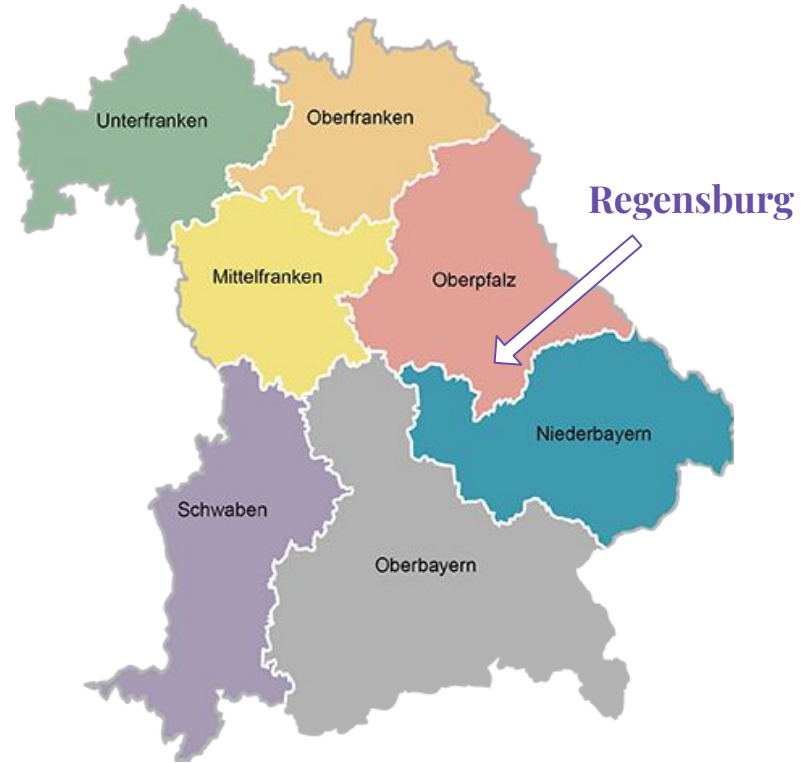 Unterfranken
Oberfranken
Regensburg
Mittelfranken
Oberpfalz
Niederbayern
Schwaben
Oberbayern